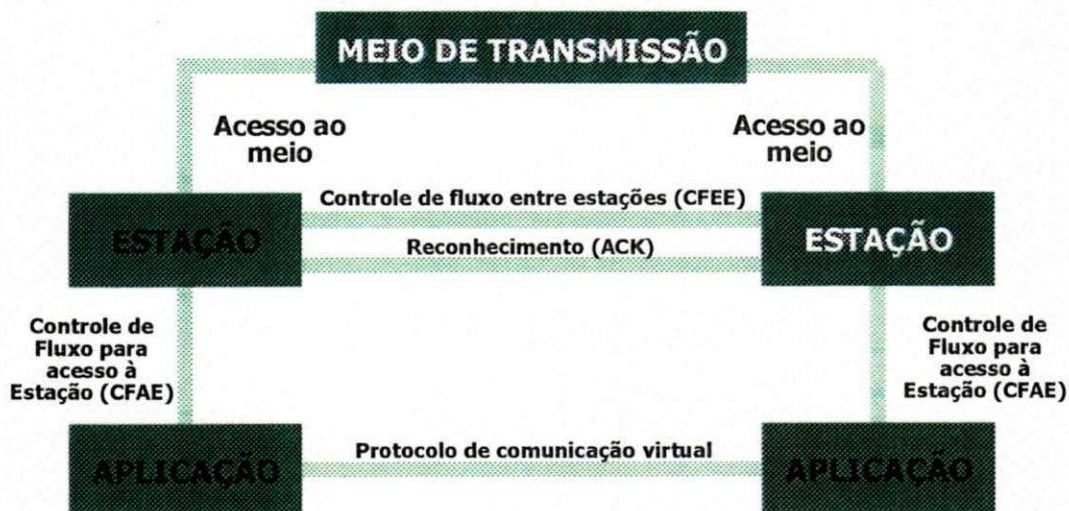 MEIO DE TRANSMISSÃO
Acesso ao
meio
Acesso ao
meio
Controle de fluxo entre estações (CFEE)
ESTAÇÃO
ESTAÇÃO
Reconhecimento (ACK)
Controle de
Fluxo para
acesso à
Estação (CFAE)
Controle de
Fluxo para
acesso à
Estação (CFAE)
Protocolo de comunicação virtual
APLICAÇÃO
APLICAÇÃO